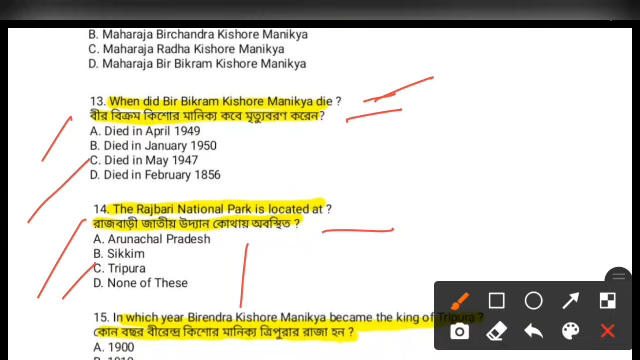 B. Maharaja Birchandra Kishore Manikya
C. Maharaja Radha Kishore Manikya
D. Maharaja Bir Bikram Kishore Manikya
13. When did Bir Bikram Kishore Manikya die ?
বীর বিক্রম কিশোর মানিক্য কবে মৃত্যুবরণ করেন?
A. Died in April 1949
B. Died in January 1950
C. Died in May 1947
D. Died in February 1856
14. The Rajbari National Park is located at ?
রাজবাড়ী জাতীয় উদ্যান কোথায় অবস্থিত ?
A. Arunachal Pradesh
B. Sikkim
C. Tripura
D. None of These
15. In which year Birendra Kishore Manikya became the king of Tripura ?
কোন বছর বীরেন্দ্র কিশোর মানিক্য ত্রিপুরার রাজা হন ?
A. 1900